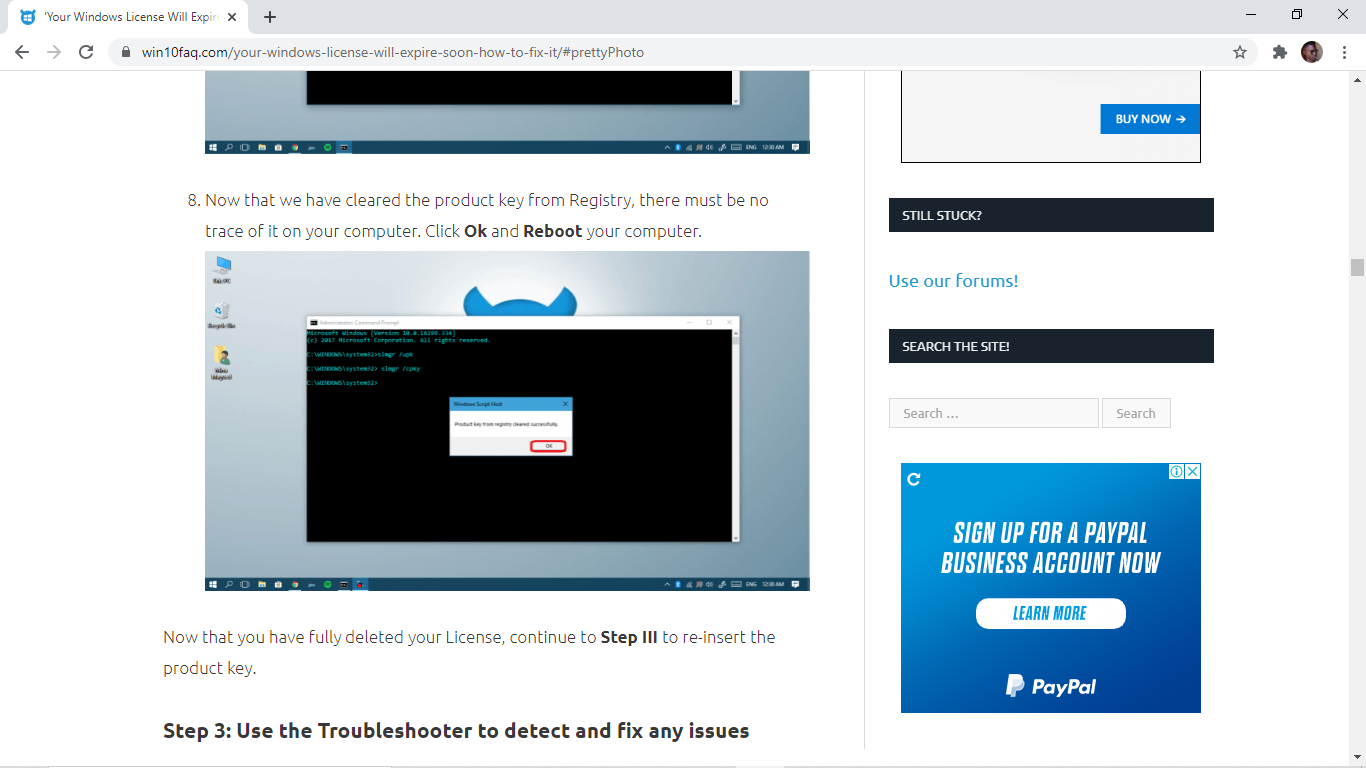 'Your Windows License Will Expir
win10faq.com/your-windows-license-will-expire-soon-how-to-fix-it/#prettyPhoto
BUY NOW →
ENG 12:30 AM
8. Now that we have cleared the product key from Registry, there must be no
trace of it on your computer. Click Ok and Reboot your computer.
STILL STUCK?
Use our forums!
SEARCH THE SITE!
Search ...
Search
This PC
Recycle Bin
Administrator: Command Prompt
Microsoft Windows [Version 10.0.16299.334]
(c) 2017 Microsoft Corporation. All rights reserved.
C:\WINDOWS\system32>slmgr /upk
C:\WINDOWS\system32> slmgr /cpky
C:\WINDOWS\system32>
Windows Script Host
Product key from registry cleared successfully.
OK
ENG 12:30 AM
SIGN UP FOR A PAYPAL
BUSINESS ACCOUNT NOW
LEARN MORE
PayPal
Now that you have fully deleted your License, continue to Step III to re-insert the
product key.
Step 3: Use the Troubleshooter to detect and fix any issues